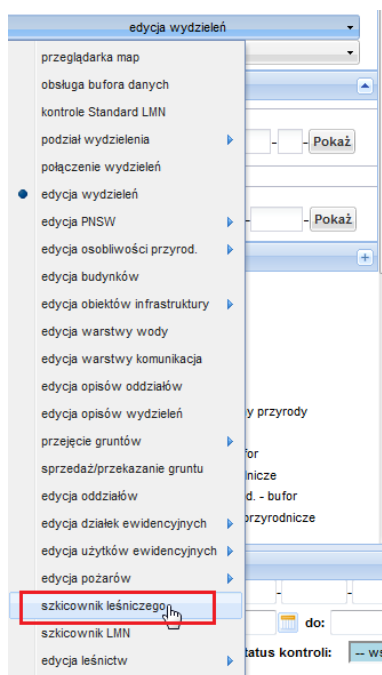 edycja wydzieleń
przeglądarka map
obsługa bufora danych
kontrole Standard LMN
podział wydzielenia
- - Pokaż
połączenie wydzieleń
edycja wydzieleń
edycja PNSW
- - Pokaż
edycja osobliwości przyrod.
edycja budynków
edycja obiektów infrastruktury
edycja warstwy wody
edycja warstwy komunikacja
edycja opisów oddziałów
edycja opisów wydzieleń
y przyrody
przejęcie gruntów
for
sprzedaż/przekazanie gruntu
nicze
edycja oddziałów
d. - bufor
edycja działek ewidencyjnych
przyrodnicze
edycja użytków ewidencyjnych
edycja pożarów
szkicownik leśniczego
- -
do:
szkicownik LMN
tatus kontroli: -- ws
edycja leśnictw